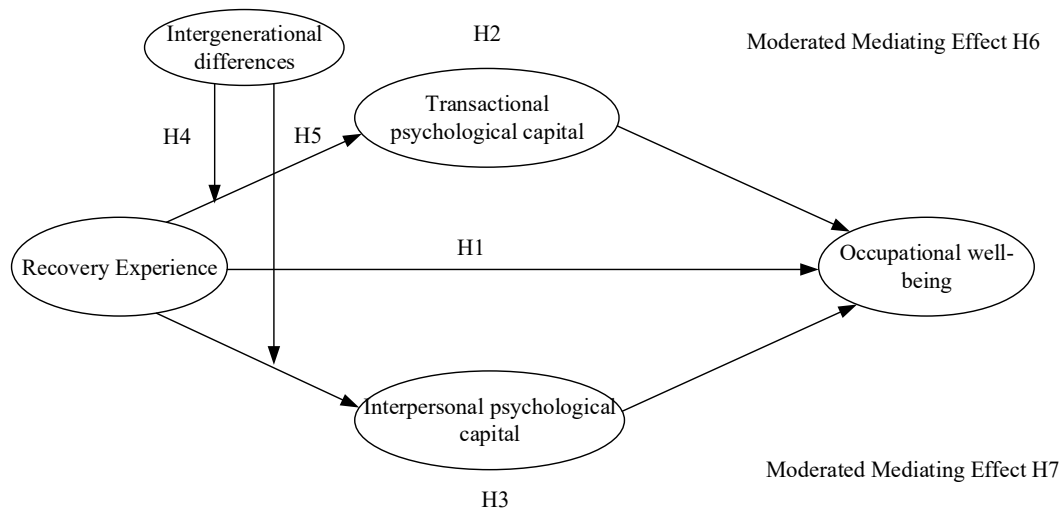 Intergenerational
differences
H2
Moderated Mediating Effect H6
Transactional
psychological capital
H4
H5
Recovery Experience
H1
Occupational well-
being
Interpersonal psychological
capital
Moderated Mediating Effect H7
H3